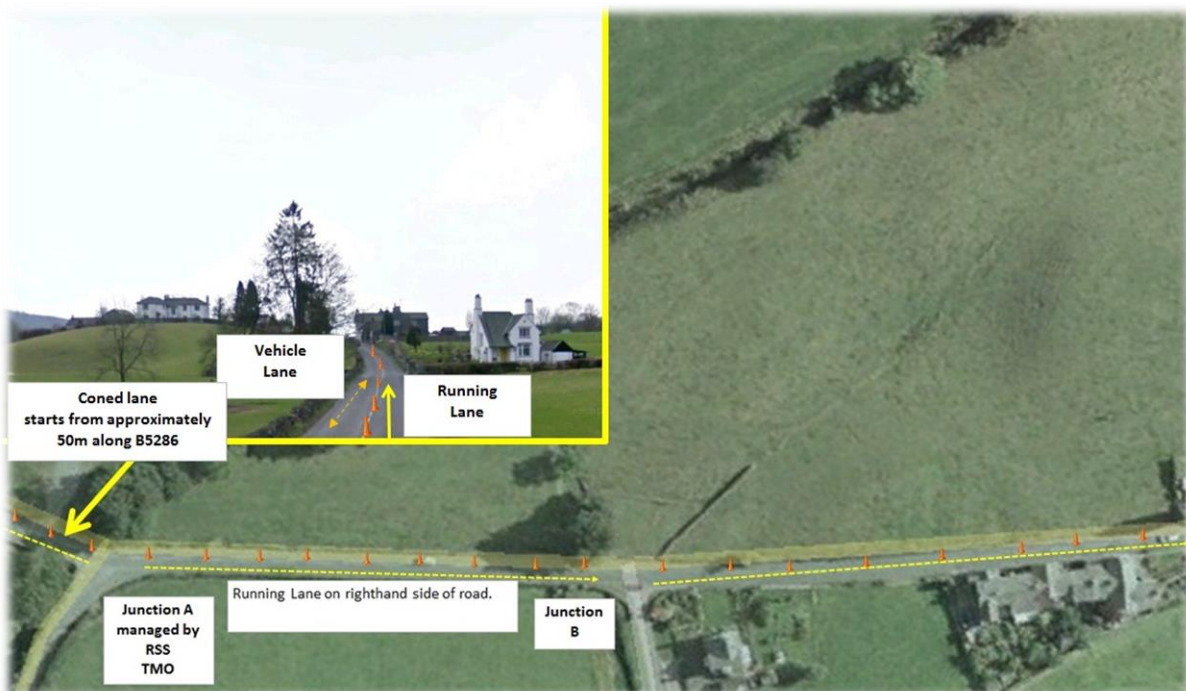 Vehicle
Lane
Running
Lane
Coned lane
starts from approximately
50m along B5286
Running Lane on righthand side of road.
Junction A
managed by
RSS
TMO
Junction
B